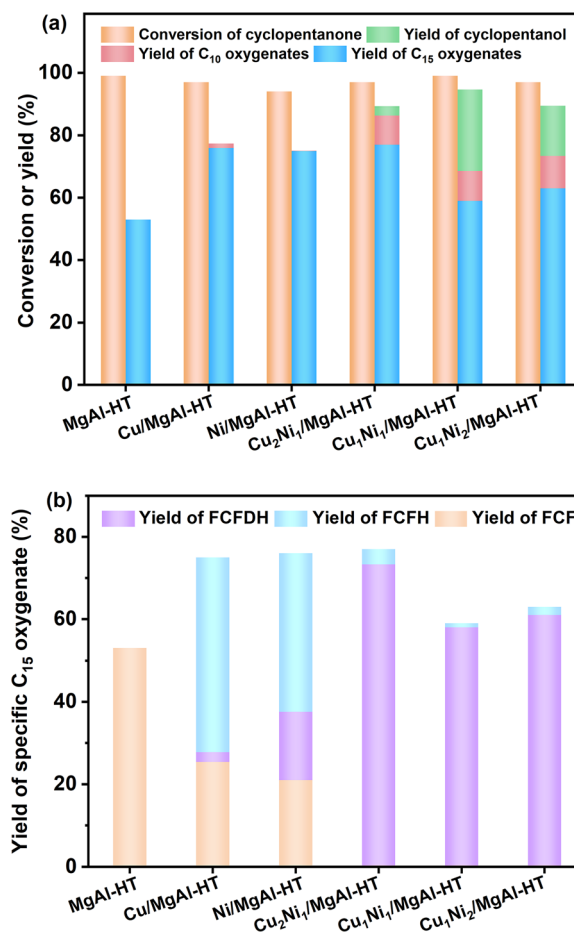 (a)
Conversion of cyclopentanone Yield of cyclopentanol
Yield of C₁₀ oxygenates Yield of C₁₅ oxygenates
Conversion or yield (%)
100
80
60
40
20
0
MgAl-HT
Cu/MgAl-HT
Ni/MgAl-HT
Cu₂Ni₁/MgAl-HT
Cu₁Ni₁/MgAl-HT
Cu₁Ni₂/MgAl-HT
(b)
Yield of FCFDH Yield of FCFH Yield of FCF
Yield of specific C₁₅ oxygenate (%)
80
60
40
20
0
MgAl-HT
Cu/MgAl-HT
Ni/MgAl-HT
Cu₂Ni₁/MgAl-HT
Cu₁Ni₁/MgAl-HT
Cu₁Ni₂/MgAl-HT